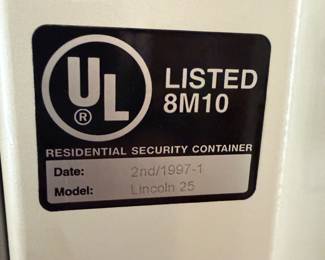 UL
®
LISTED
8M10
RESIDENTIAL SECURITY CONTAINER
Date: 2nd/1997-1
Model: Lincoln 25